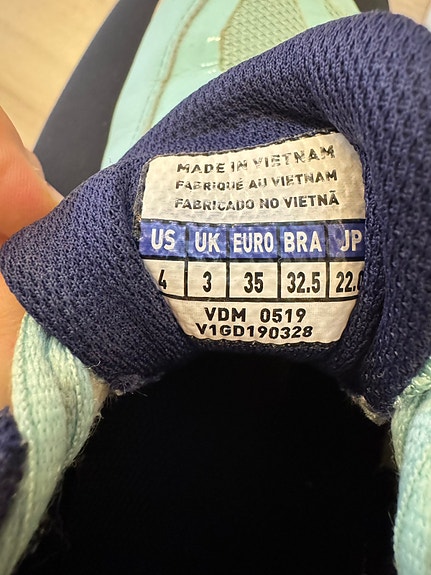 MADE IN VIETNAM
FABRIQUÉ AU VIETNAM
FABRICADO NO VIETNÃ
US UK EURO BRA JP
4 3 35 32.5 22.0
VDM 0519
V1GD190328